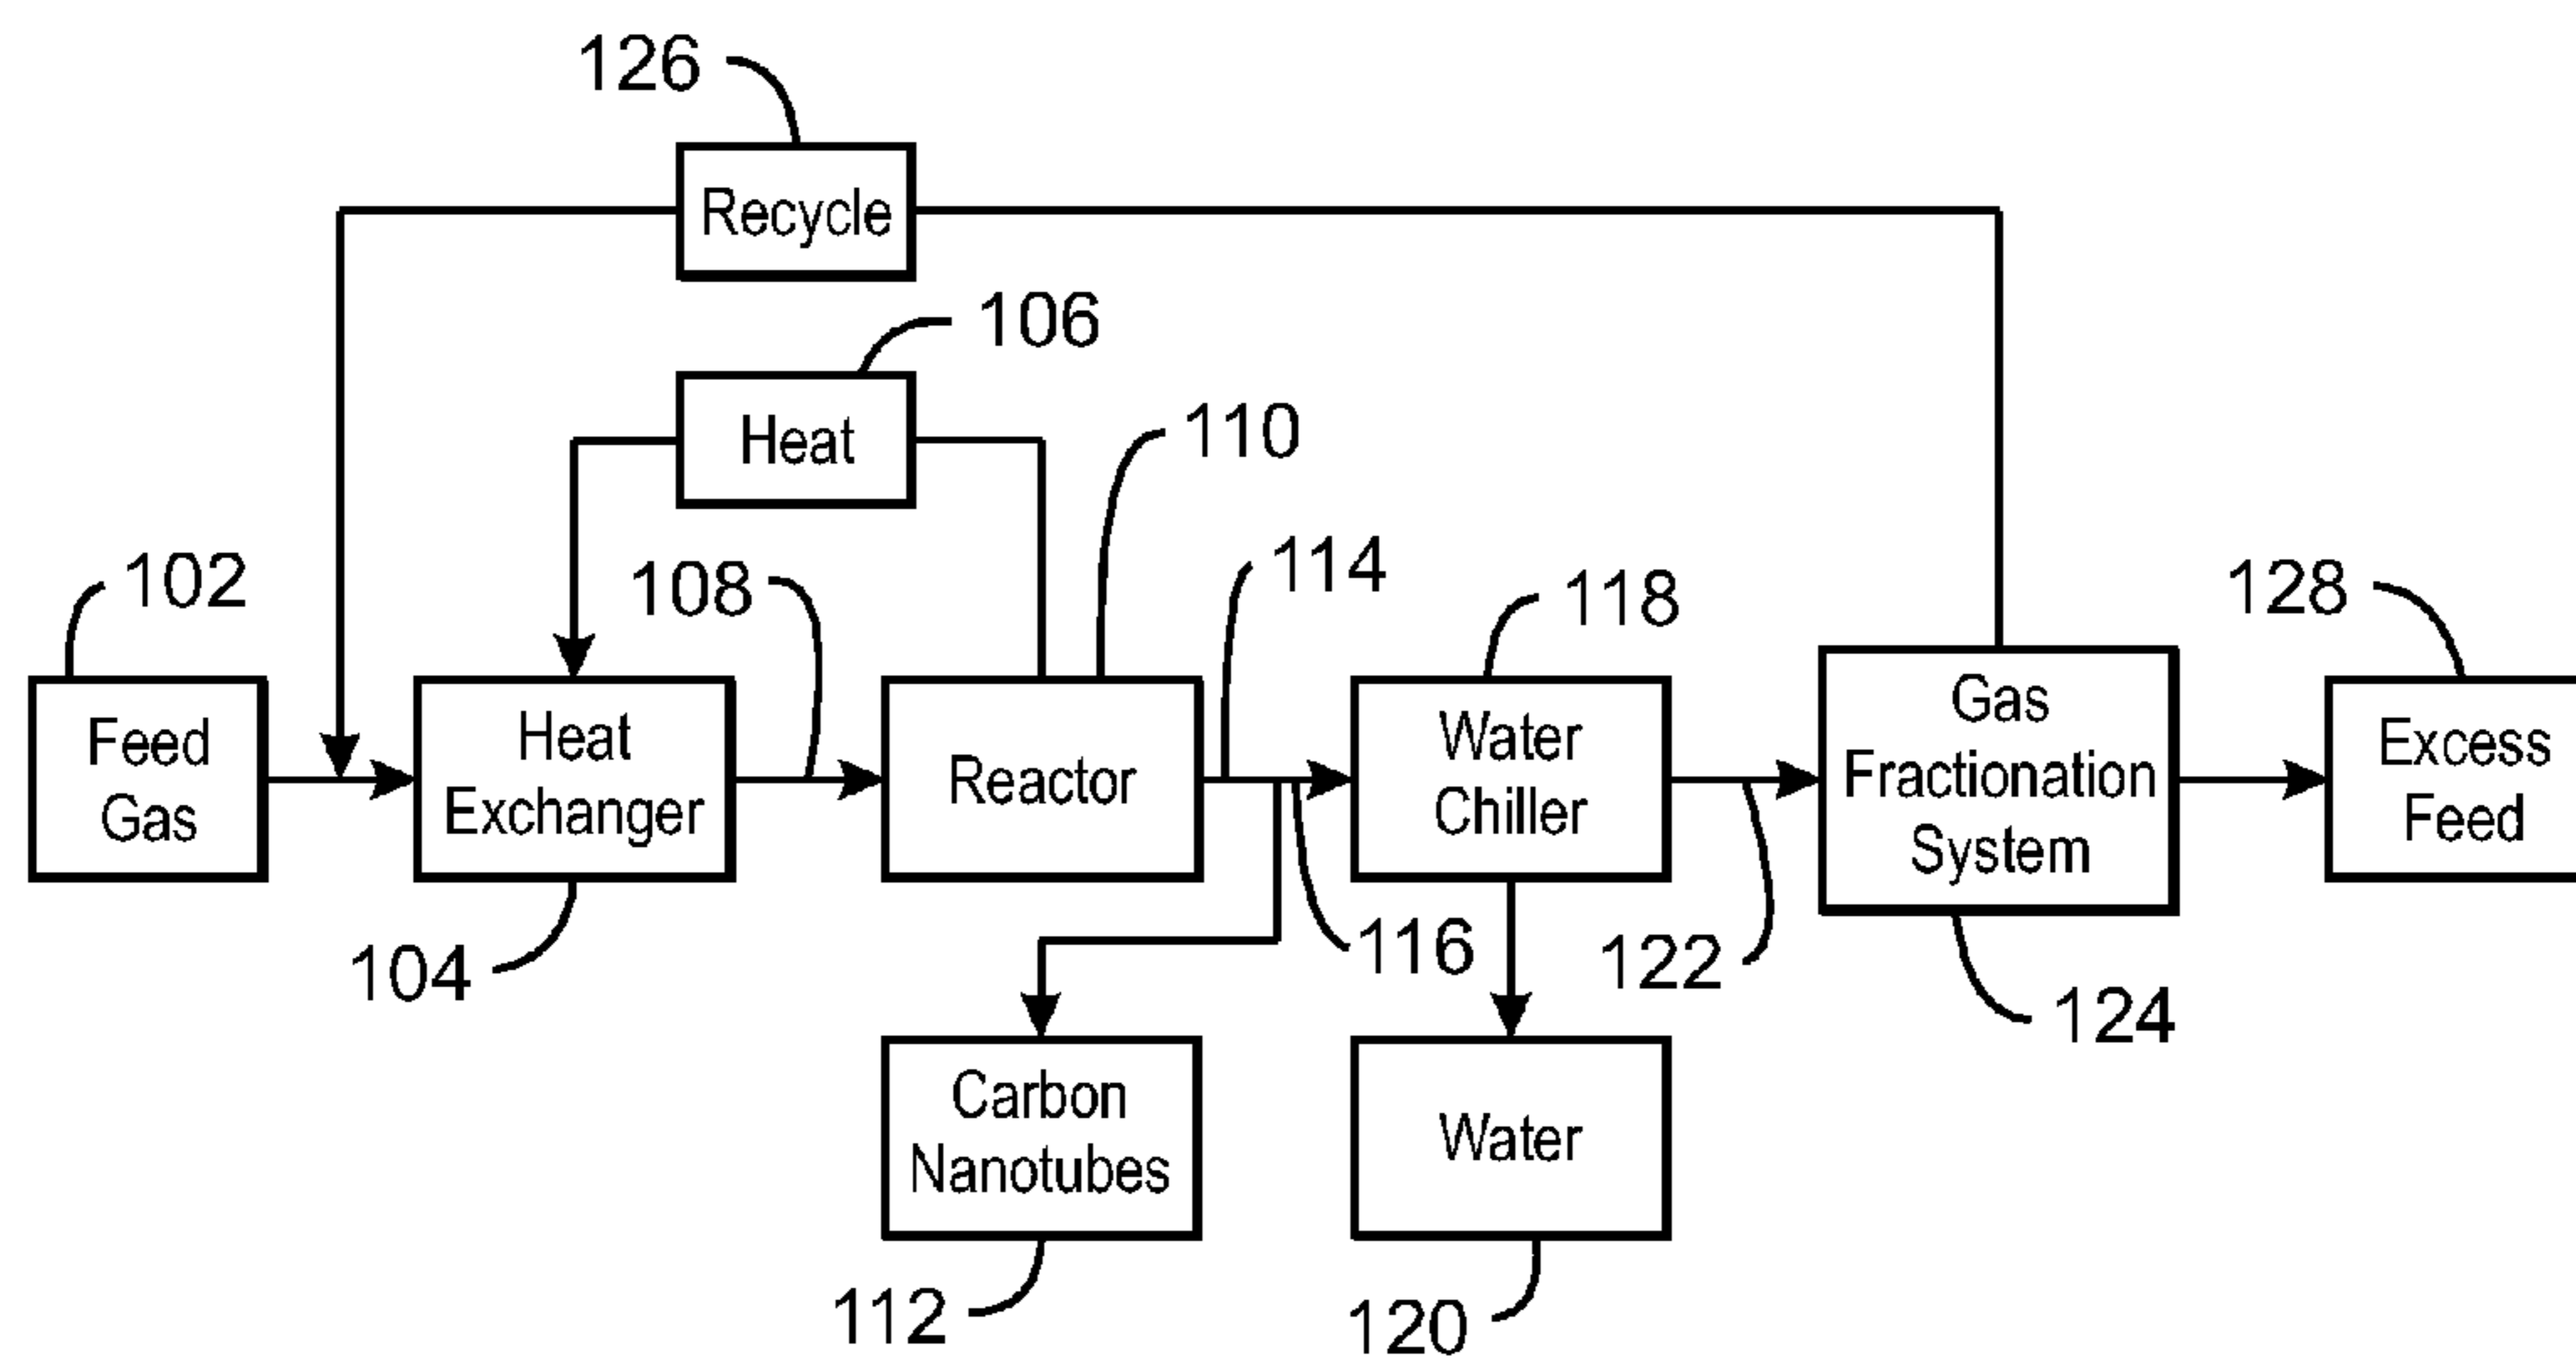 126
Recycle
106
Heat
110
102
108
114
118
128
Feed
Gas
Heat
Exchanger
Reactor
Water
Chiller
Gas
Fractionation
System
Excess
Feed
104
116
122
124
Carbon
Nanotubes
Water
112
120